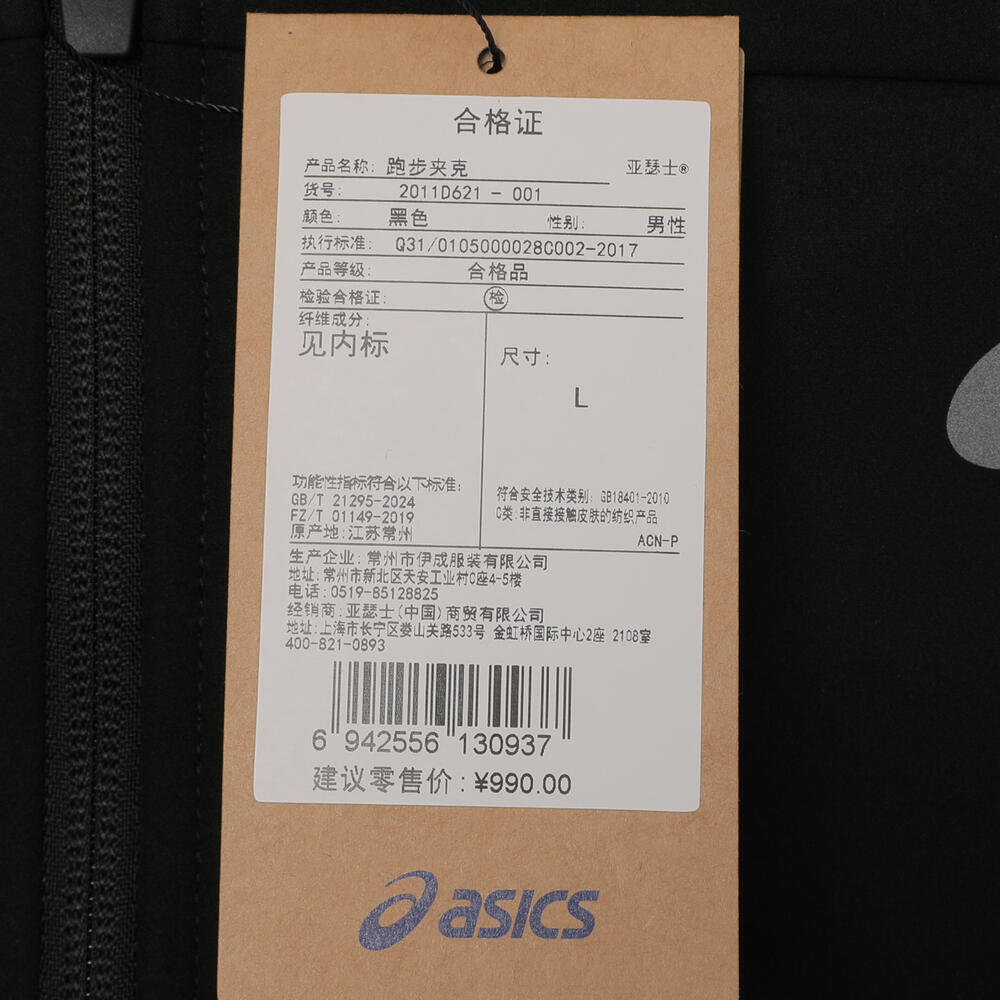 合格证
产品名称: 跑步夹克 亚瑟士®
货号: 2011D621 - 001
颜色: 黑色 性别: 男性
执行标准: Q31/0105000028C002-2017
产品等级: 合格品
检验合格证: 检
纤维成分:
见内标
尺寸:
L
功能性指标符合以下标准:
GB/T 21295-2024
FZ/T 01149-2019
原产地:江苏常州
符合安全技术类别: GB18401-2010
C类:非直接接触皮肤的纺织产品
ACN-P
生产企业: 常州市伊成服装有限公司
地址:常州市新北区天安工业村C座4-5楼
电话:0519-85128825
经销商:亚瑟士(中国)商贸有限公司
地址:上海市长宁区娄山关路533号 金虹桥国际中心2座 2108室
400-821-0893
6 942556 130937
建议零售价:¥990.00
asics